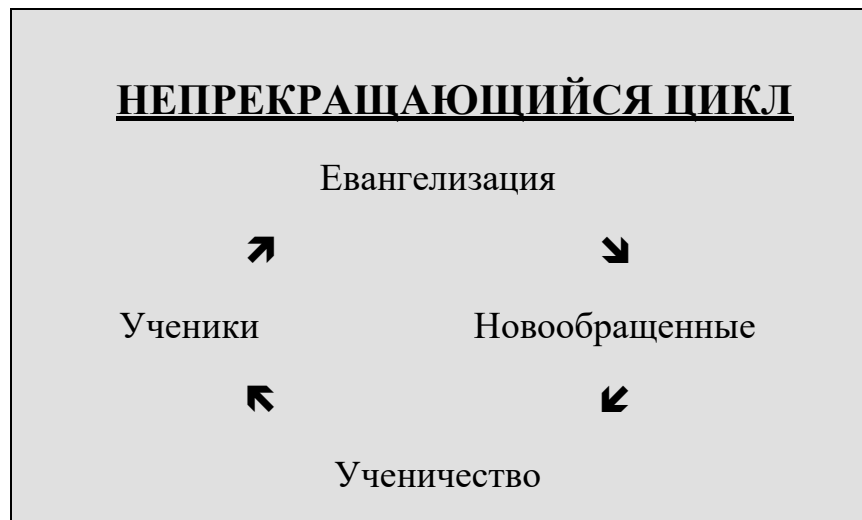 НЕПРЕКРАЩАЮЩИЙСЯ ЦИКЛ
Евангелизация
Ученики Новообращенные
Ученичество